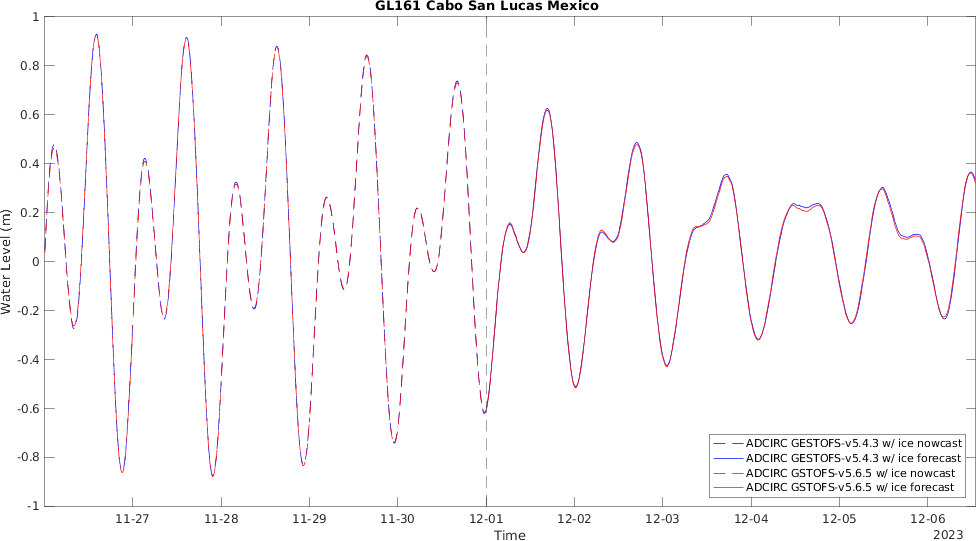 GL161 Cabo San Lucas Mexico
1
0.8
0.6
0.4
0.2
0
-0.2
-0.4
-0.6
-0.8
-1
Water Level (m)
ADCIRC GESTOFS-v5.4.3 w/ ice nowcast
ADCIRC GESTOFS-v5.4.3 w/ ice forecast
ADCIRC GSTOFS-v5.6.5 w/ ice nowcast
ADCIRC GSTOFS-v5.6.5 w/ ice forecast
11-27 11-28 11-29 11-30 12-01 12-02 12-03 12-04 12-05 12-06
Time
2023